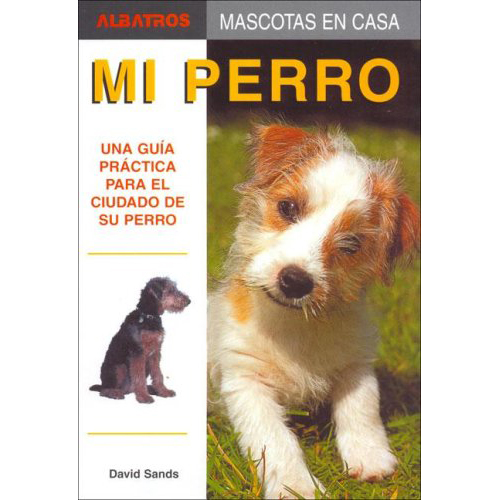 ALBATROS
MASCOTAS EN CASA
MI PERRO
UNA GUÍA
PRÁCTICA
PARA EL
CIUDADO DE
SU PERRO
David Sands